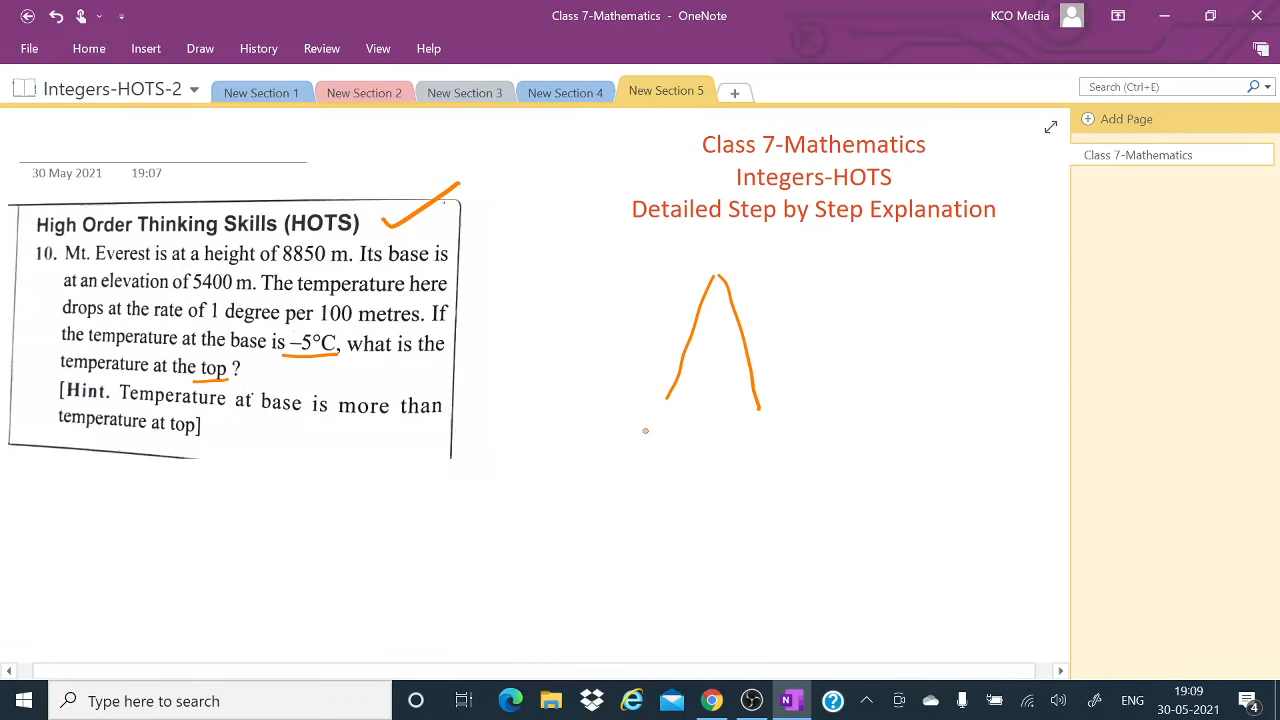 Class 7-Mathematics - OneNote
KCO Media
File Home Insert Draw History Review View Help
Integers-HOTS-2
New Section 1 New Section 2 New Section 3 New Section 4 New Section 5
Search (Ctrl+E)
Add Page
Class 7-Mathematics
30 May 2021 19:07
Class 7-Mathematics
Integers-HOTS
Detailed Step by Step Explanation
High Order Thinking Skills (HOTS)
10. Mt. Everest is at a height of 8850 m. Its base is
at an elevation of 5400 m. The temperature here
drops at the rate of 1 degree per 100 metres. If
the temperature at the base is –5°C, what is the
temperature at the top ?
[Hint. Temperature at base is more than
temperature at top]
Type here to search
ENG
19:09
30-05-2021
4